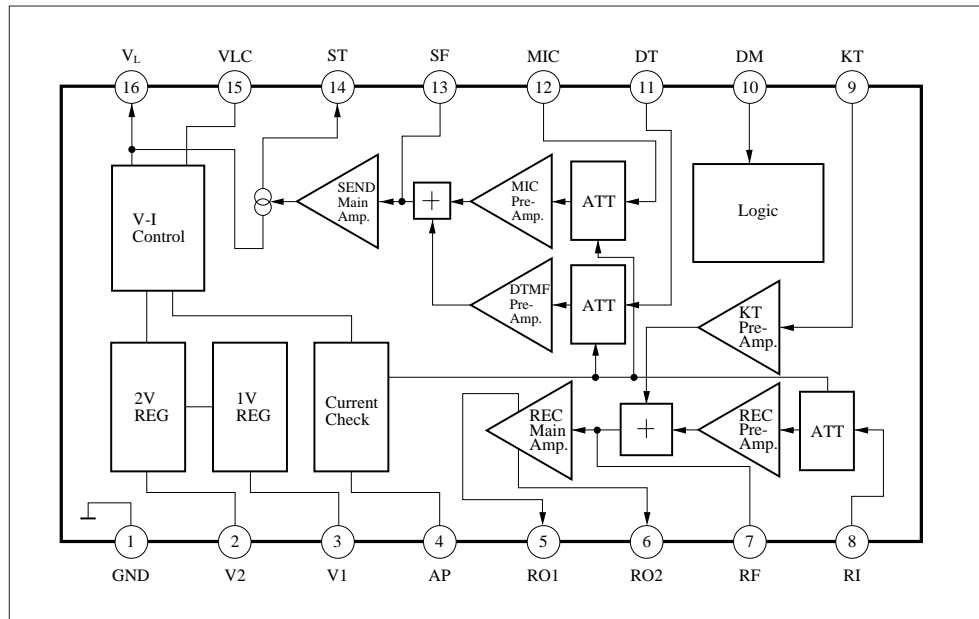 VL VLC ST SF MIC DT DM KT
16 15 14 13 12 11 10 9
V-I
Control
SEND
Main
Amp.
+
MIC
Pre-
Amp.
ATT
Logic
DTMF
Pre-
Amp.
ATT
KT
Pre-
Amp.
2V
REG
1V
REG
Current
Check
REC
Main
Amp.
+
REC
Pre-
Amp.
ATT
1 2 3 4 5 6 7 8
GND V2 V1 AP RO1 RO2 RF RI